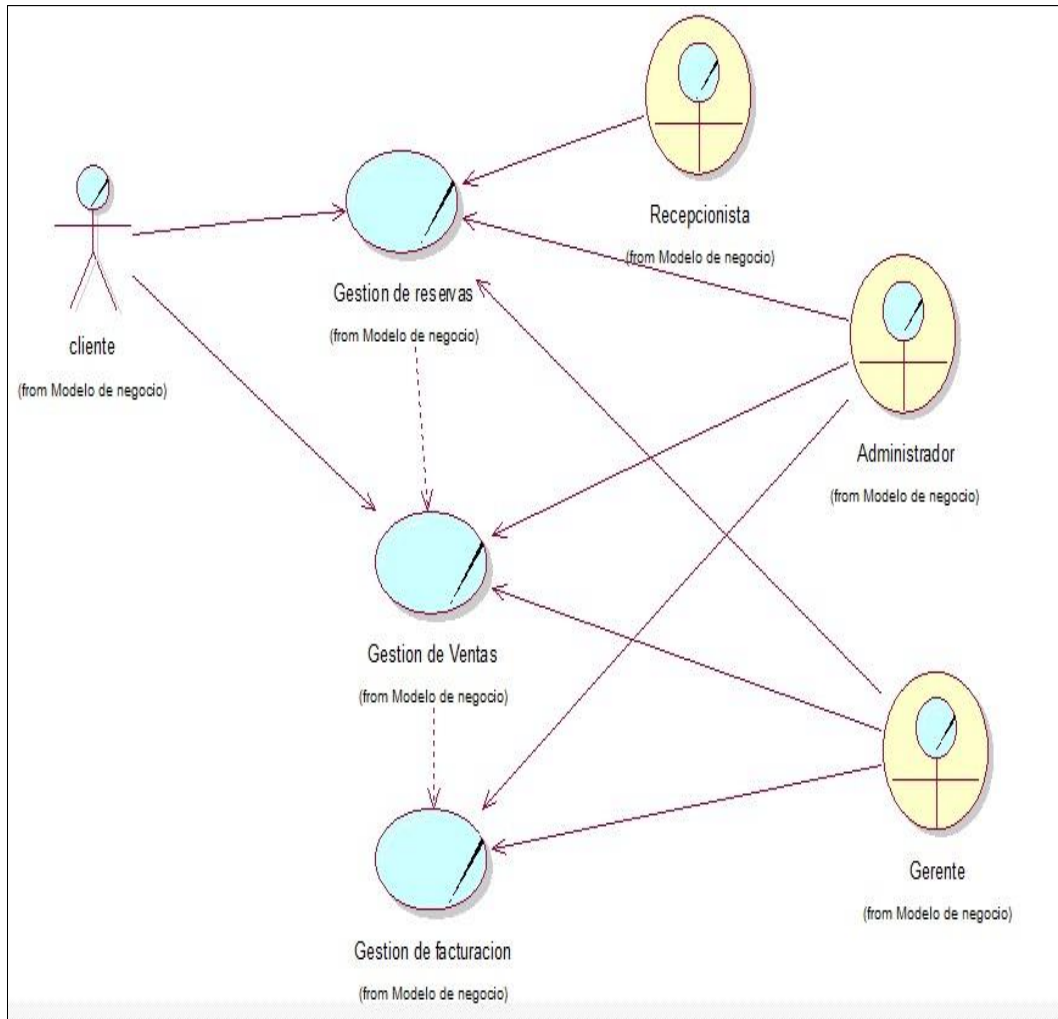 Recepcionista
(from Modelo de negocio)
Gestion de reservas
(from Modelo de negocio)
cliente
(from Modelo de negocio)
Administrador
(from Modelo de negocio)
Gestion de Ventas
(from Modelo de negocio)
Gerente
(from Modelo de negocio)
Gestion de facturacion
(from Modelo de negocio)